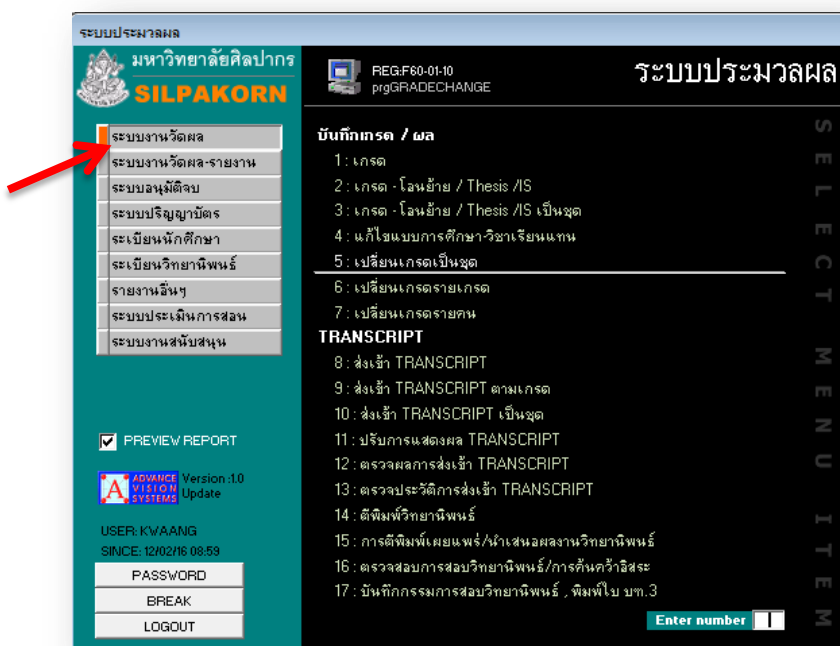 ระบบประมวลผล
มหาวิทยาลัยศิลปากร
SILPAKORN
REG:F60-01-10
prgGRADECHANGE
ระบบประมวลผล
ระบบงานวัดผล
ระบบงานวัดผล-รายงาน
ระบบอนุมัติจบ
ระบบปริญญาบัตร
ระเบียนนักศึกษา
ระเบียนวิทยานิพนธ์
รายงานอื่นๆ
ระบบประเมินการสอน
ระบบงานสนับสนุน
PREVIEW REPORT
A
ADVANCE
VISION
SYSTEMS
Version :1.0
Update
USER: KWAANG
SINCE: 12/02/16 08:59
PASSWORD
BREAK
LOGOUT
บันทึกเกรด / ผล
1 : เกรด
2 : เกรด - โอนย้าย / Thesis /IS
3 : เกรด - โอนย้าย / Thesis /IS เป็นชุด
4 : แก้ไขแบบการศึกษา-วิชาเรียนแทน
5 : เปลี่ยนเกรดเป็นชุด
6 : เปลี่ยนเกรดรายเกรด
7 : เปลี่ยนเกรดรายคน
TRANSCRIPT
8 : ส่งเข้า TRANSCRIPT
9 : ส่งเข้า TRANSCRIPT ตามเกรด
10 : ส่งเข้า TRANSCRIPT เป็นชุด
11 : ปรับการแสดงผล TRANSCRIPT
12 : ตรวจผลการส่งเข้า TRANSCRIPT
13 : ตรวจประวัติการส่งเข้า TRANSCRIPT
14 : ตีพิมพ์วิทยานิพนธ์
15 : การตีพิมพ์เผยแพร่/นำเสนอผลงานวิทยานิพนธ์
16 : ตรวจสอบการสอบวิทยานิพนธ์/การค้นคว้าอิสระ
17 : บันทึกกรรมการสอบวิทยานิพนธ์ , พิมพ์ใบ บท.3
Enter number
SELECT MENU ITEM